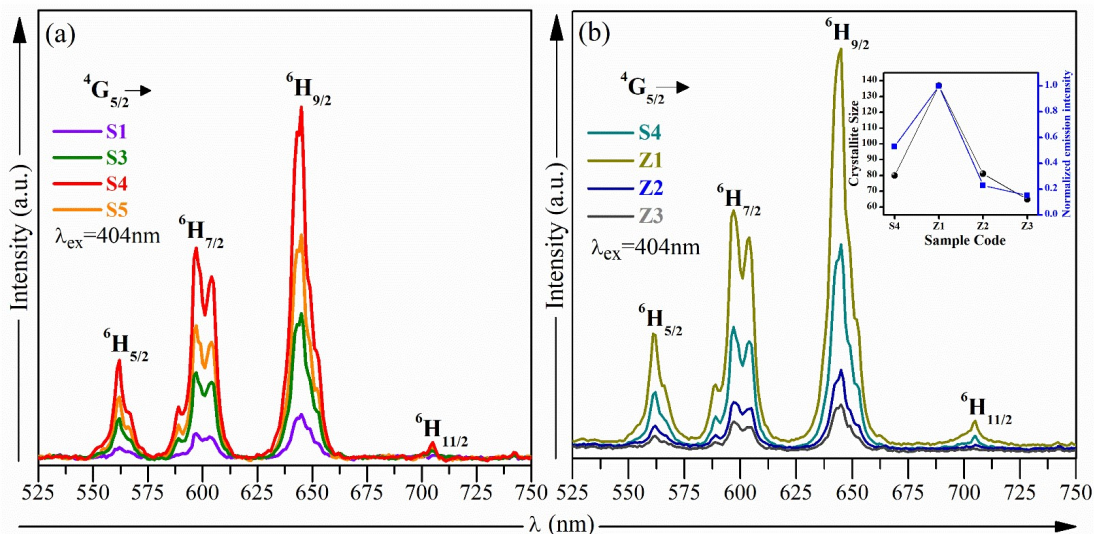 (a)
⁴G₅/₂→
S1
S3
S4
S5
λex=404nm
⁶H₅/₂
⁶H₇/₂
⁶H₉/₂
⁶H₁₁/₂
Intensity (a.u.)
525 550 575 600 625 650 675 700 725 750
(b)
⁴G₅/₂→
S4
Z1
Z2
Z3
λex=404nm
⁶H₅/₂
⁶H₇/₂
⁶H₉/₂
⁶H₁₁/₂
Intensity (a.u.)
Crystallite Size
140
130
120
110
100
90
80
70
60
S4 Z1 Z2 Z3
Sample Code
1.0
0.8
0.6
0.4
0.2
0.0
Normalized emission intensity
525 550 575 600 625 650 675 700 725 750
λ (nm)